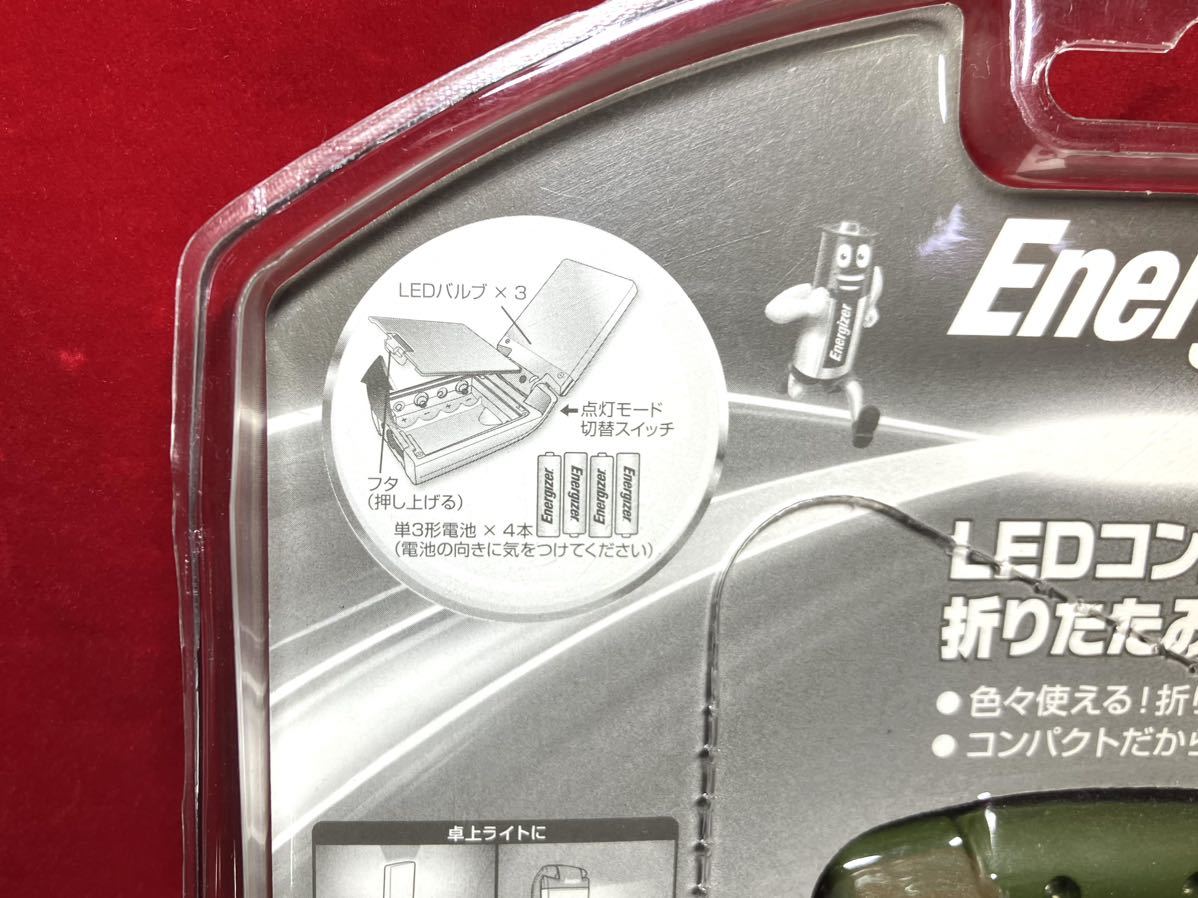 LEDバルブ × 3
←点灯モード
切替スイッチ
フタ
(押し上げる)
Energizer
Energizer
Energizer
Energizer
単3形電池 × 4本
(電池の向きに気をつけてください)
Energizer
Ener
LEDコン
折りたたみ
● 色々使える!折り
● コンパクトだから
卓上ライトに